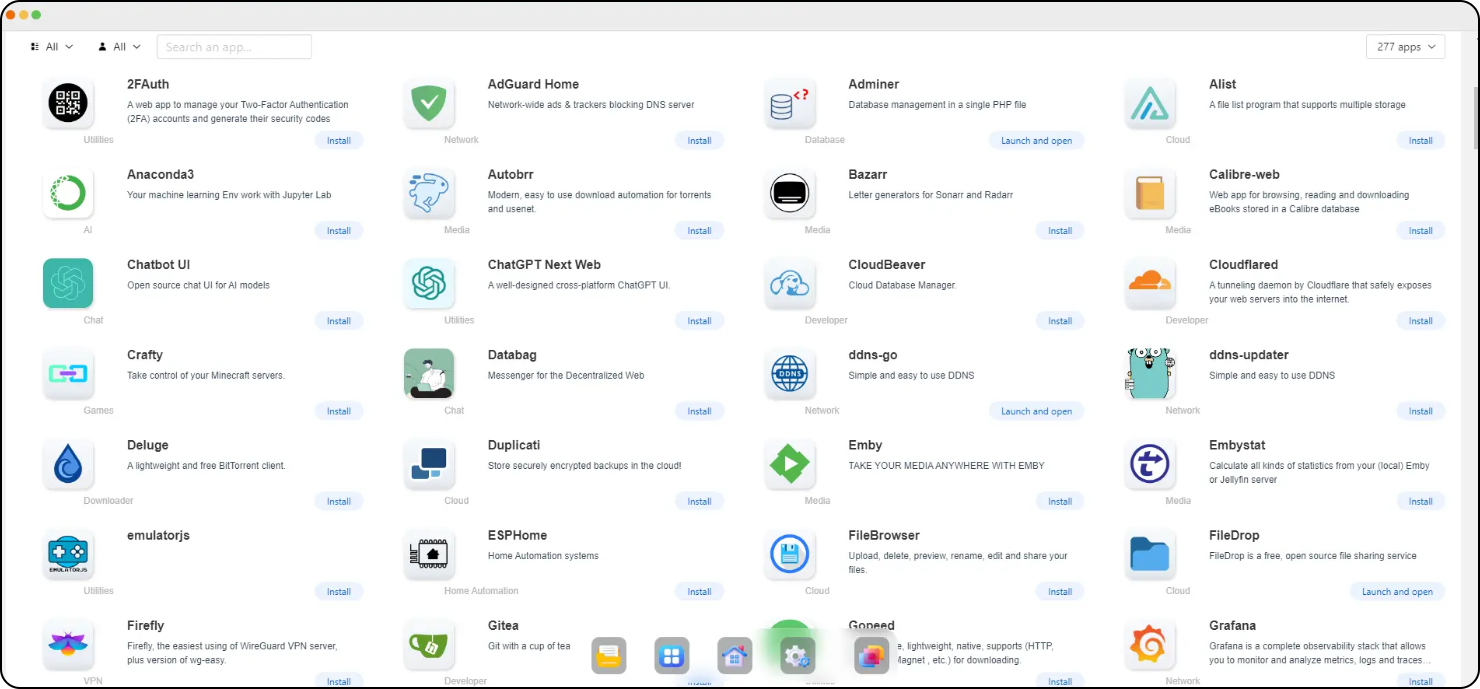 All
All
Search an app...
277 apps
2FAuth
A web app to manage your Two-Factor Authentication
(2FA) accounts and generate their security codes
Utilities
Install
AdGuard Home
Network-wide ads & trackers blocking DNS server
Network
Install
Adminer
Database management in a single PHP file
Database
Launch and open
Alist
A file list program that supports multiple storage
Cloud
Install
Anaconda3
Your machine learning Env work with Jupyter Lab
AI
Install
Autobrr
Modern, easy to use download automation for torrents
and usenet.
Media
Install
Bazarr
Letter generators for Sonarr and Radarr
Media
Install
Calibre-web
Web app for browsing, reading and downloading
eBooks stored in a Calibre database
Media
Install
Chatbot UI
Open source chat UI for AI models
Chat
Install
ChatGPT Next Web
A well-designed cross-platform ChatGPT UI.
Utilities
Install
CloudBeaver
Cloud Database Manager.
Developer
Install
Cloudflared
A tunneling daemon by Cloudflare that safely exposes
your web servers into the internet.
Developer
Install
Crafty
Take control of your Minecraft servers.
Games
Install
Databag
Messenger for the Decentralized Web
Chat
Install
DDNS
ddns-go
Simple and easy to use DDNS
Network
Launch and open
ddns-updater
Simple and easy to use DDNS
Network
Install
Deluge
A lightweight and free BitTorrent client.
Downloader
Install
Duplicati
Store securely encrypted backups in the cloud!
Cloud
Install
Emby
TAKE YOUR MEDIA ANYWHERE WITH EMBY
Media
Install
Embystat
Calculate all kinds of statistics from your (local) Emby
or Jellyfin server
Media
Install
EMULATORJS
emulatorjs
Utilities
Install
ESPHome
Home Automation systems
Home Automation
Install
FileBrowser
Upload, delete, preview, rename, edit and share your
files.
Cloud
Install
FileDrop
FileDrop is a free, open source file sharing service
Cloud
Launch and open
Firefly
Firefly, the easiest using of WireGuard VPN server,
plus version of wg-easy.
VPN
Install
Gitea
Git with a cup of tea
Developer
Install
Gopeed
lightweight, native, supports (HTTP,
Magnet , etc.) for downloading.
Utilities
Install
Grafana
Grafana is a complete observability stack that allows
you to monitor and analyze metrics, logs and traces...
Network
Install